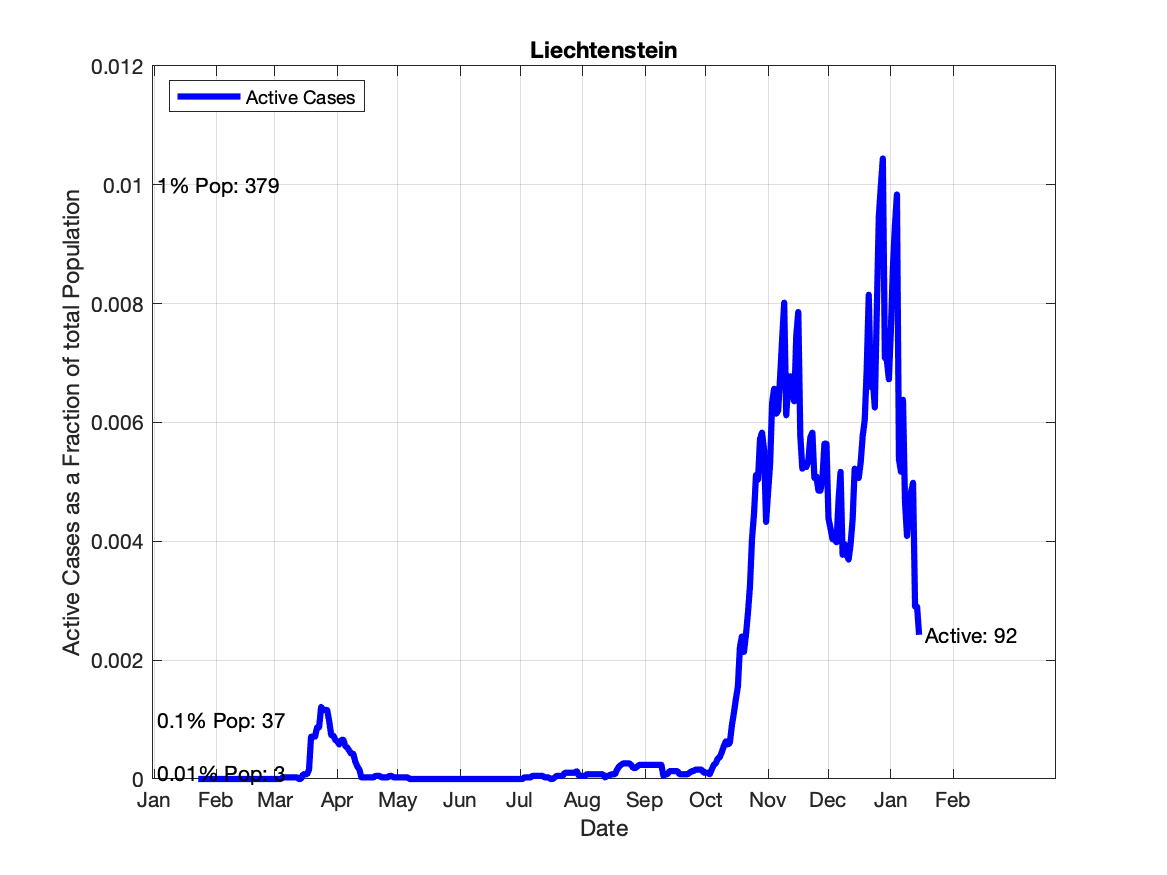 Liechtenstein
Active Cases
0.012
0.01
0.008
0.006
0.004
0.002
0
1% Pop: 379
0.1% Pop: 37
0.01% Pop: 3
Active: 92
Active Cases as a Fraction of total Population
Jan Feb Mar Apr May Jun Jul Aug Sep Oct Nov Dec Jan Feb
Date